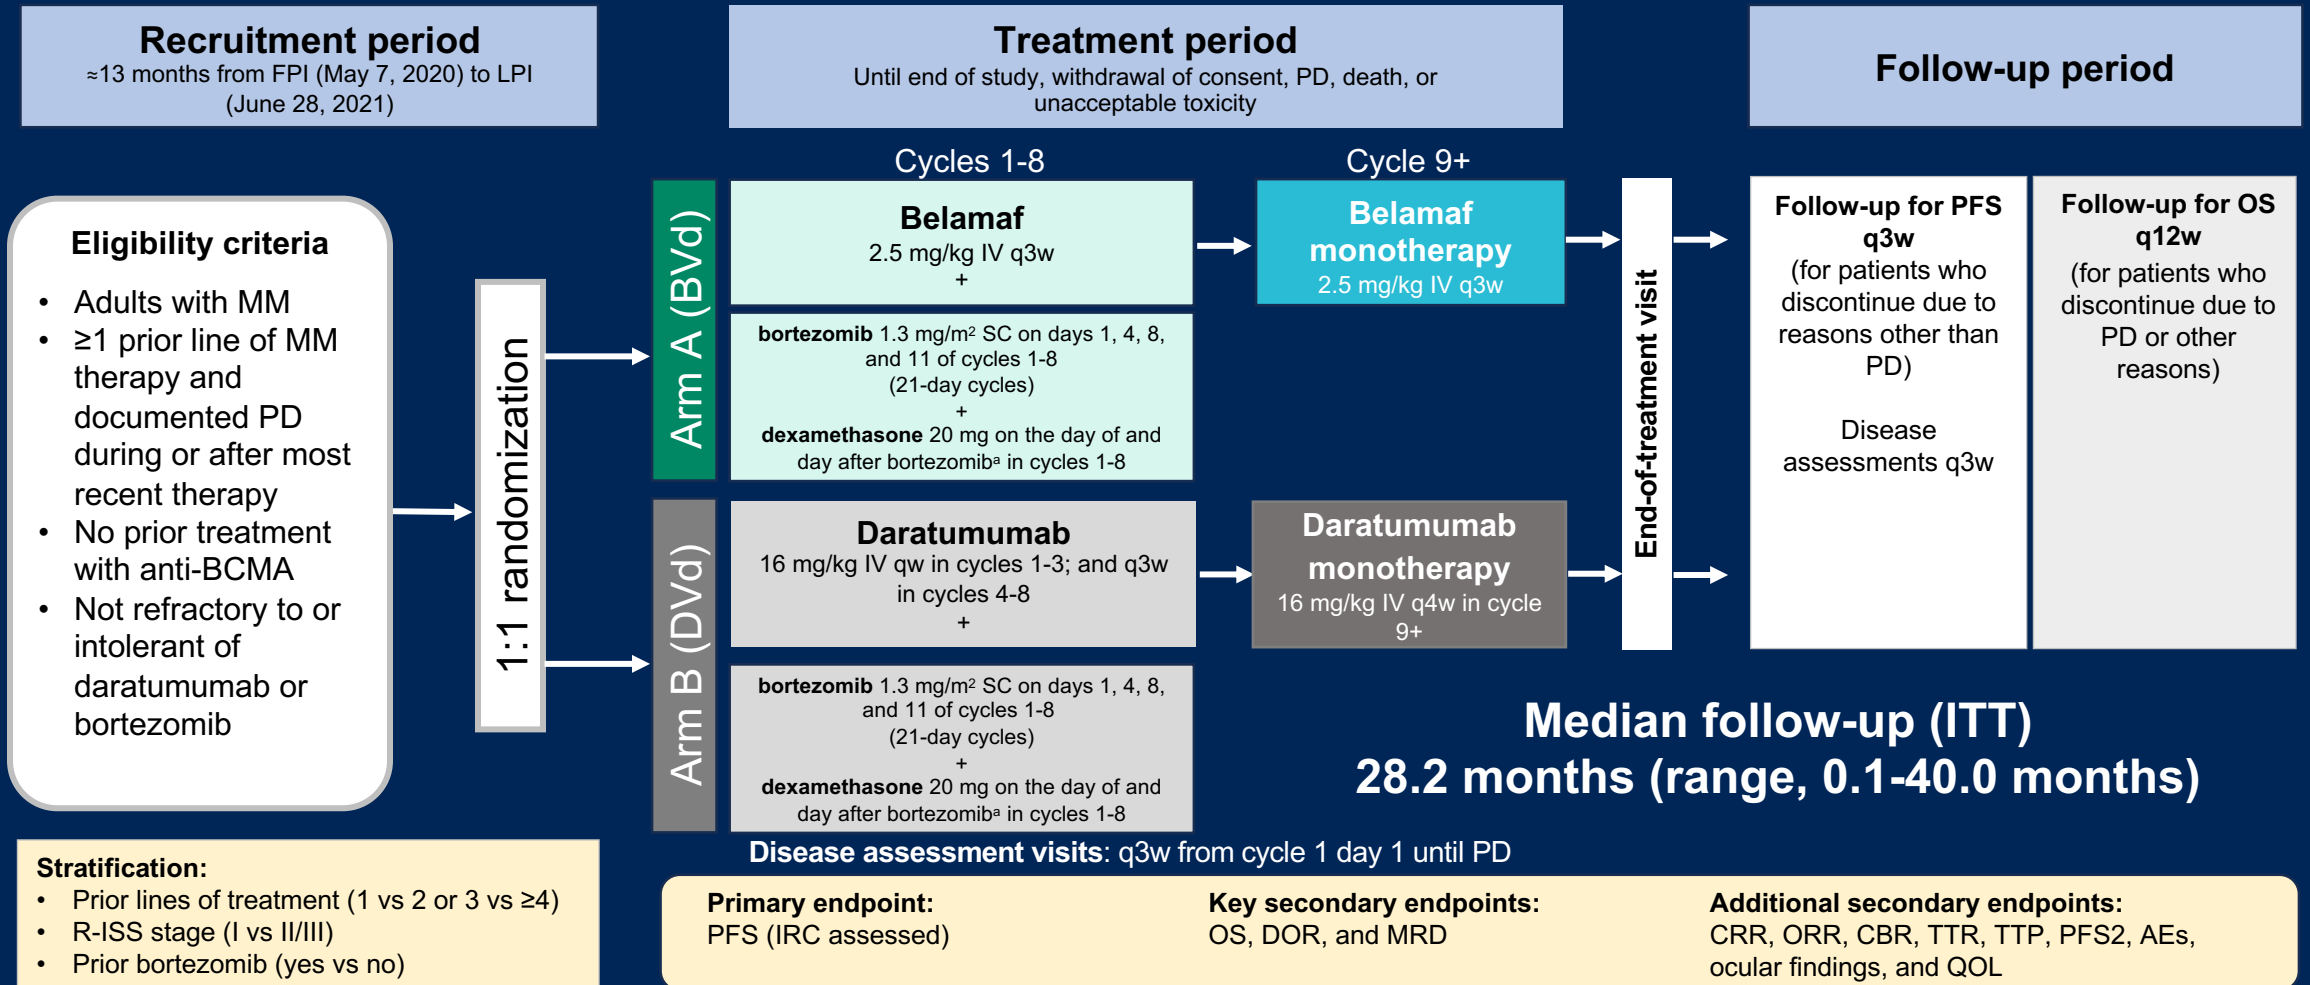 Recruitment period
≈13 months from FPI (May 7, 2020) to LPI
(June 28, 2021)
Treatment period
Until end of study, withdrawal of consent, PD, death, or
unacceptable toxicity
Follow-up period
Eligibility criteria
• Adults with MM
• ≥1 prior line of MM
therapy and
documented PD
during or after most
recent therapy
• No prior treatment
with anti-BCMA
• Not refractory to or
intolerant of
daratumumab or
bortezomib
1:1 randomization
Cycles 1-8
Cycle 9+
Arm A (BVd)
Belamaf
2.5 mg/kg IV q3w
+
bortezomib 1.3 mg/m² SC on days 1, 4, 8,
and 11 of cycles 1-8
(21-day cycles)
+
dexamethasone 20 mg on the day of and
day after bortezomibᵃ in cycles 1-8
Belamaf
monotherapy
2.5 mg/kg IV q3w
Arm B (DVd)
Daratumumab
16 mg/kg IV qw in cycles 1-3; and q3w
in cycles 4-8
+
bortezomib 1.3 mg/m² SC on days 1, 4, 8,
and 11 of cycles 1-8
(21-day cycles)
+
dexamethasone 20 mg on the day of and
day after bortezomibᵃ in cycles 1-8
Daratumumab
monotherapy
16 mg/kg IV q4w in cycle
9+
End-of-treatment visit
Follow-up for PFS
q3w
(for patients who
discontinue due to
reasons other than
PD)
Disease
assessments q3w
Follow-up for OS
q12w
(for patients who
discontinue due to
PD or other
reasons)
Median follow-up (ITT)
28.2 months (range, 0.1-40.0 months)
Disease assessment visits: q3w from cycle 1 day 1 until PD
Stratification:
• Prior lines of treatment (1 vs 2 or 3 vs ≥4)
• R-ISS stage (I vs II/III)
• Prior bortezomib (yes vs no)
Primary endpoint:
PFS (IRC assessed)
Key secondary endpoints:
OS, DOR, and MRD
Additional secondary endpoints:
CRR, ORR, CBR, TTR, TTP, PFS2, AEs,
ocular findings, and QOL